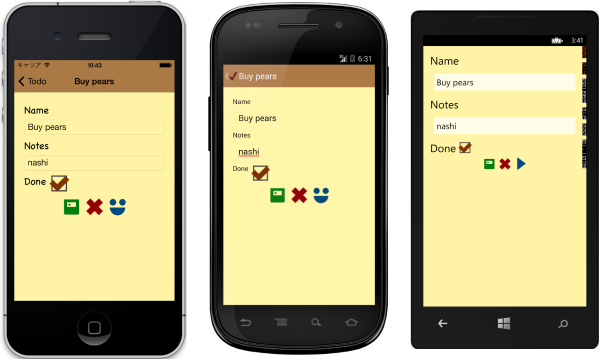 キャリア 10:43
Todo Buy pears
Name
Buy pears
Notes
nashi
Done
6:31
Buy pears
Name
Buy pears
Notes
nashi
Done
3:41
Name
Buy pears
Notes
nashi
Done